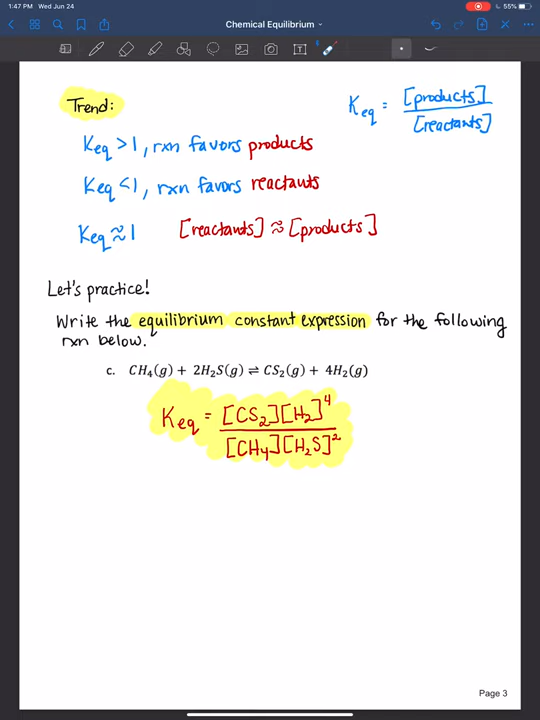 1:47 PM Wed Jun 24
55%
Chemical Equilibrium
Trend:
Keq = [products] / [reactants]
Keq > 1, rxn favors products
Keq < 1, rxn favors reactants
Keq ≈ 1 [reactants] ≈ [products]
Let's practice!
Write the equilibrium constant expression for the following
rxn below.
c. CH₄(g) + 2H₂S(g) ⇌ CS₂(g) + 4H₂(g)
Keq = [CS₂][H₂]⁴
[CH₄][H₂S]²
Page 3